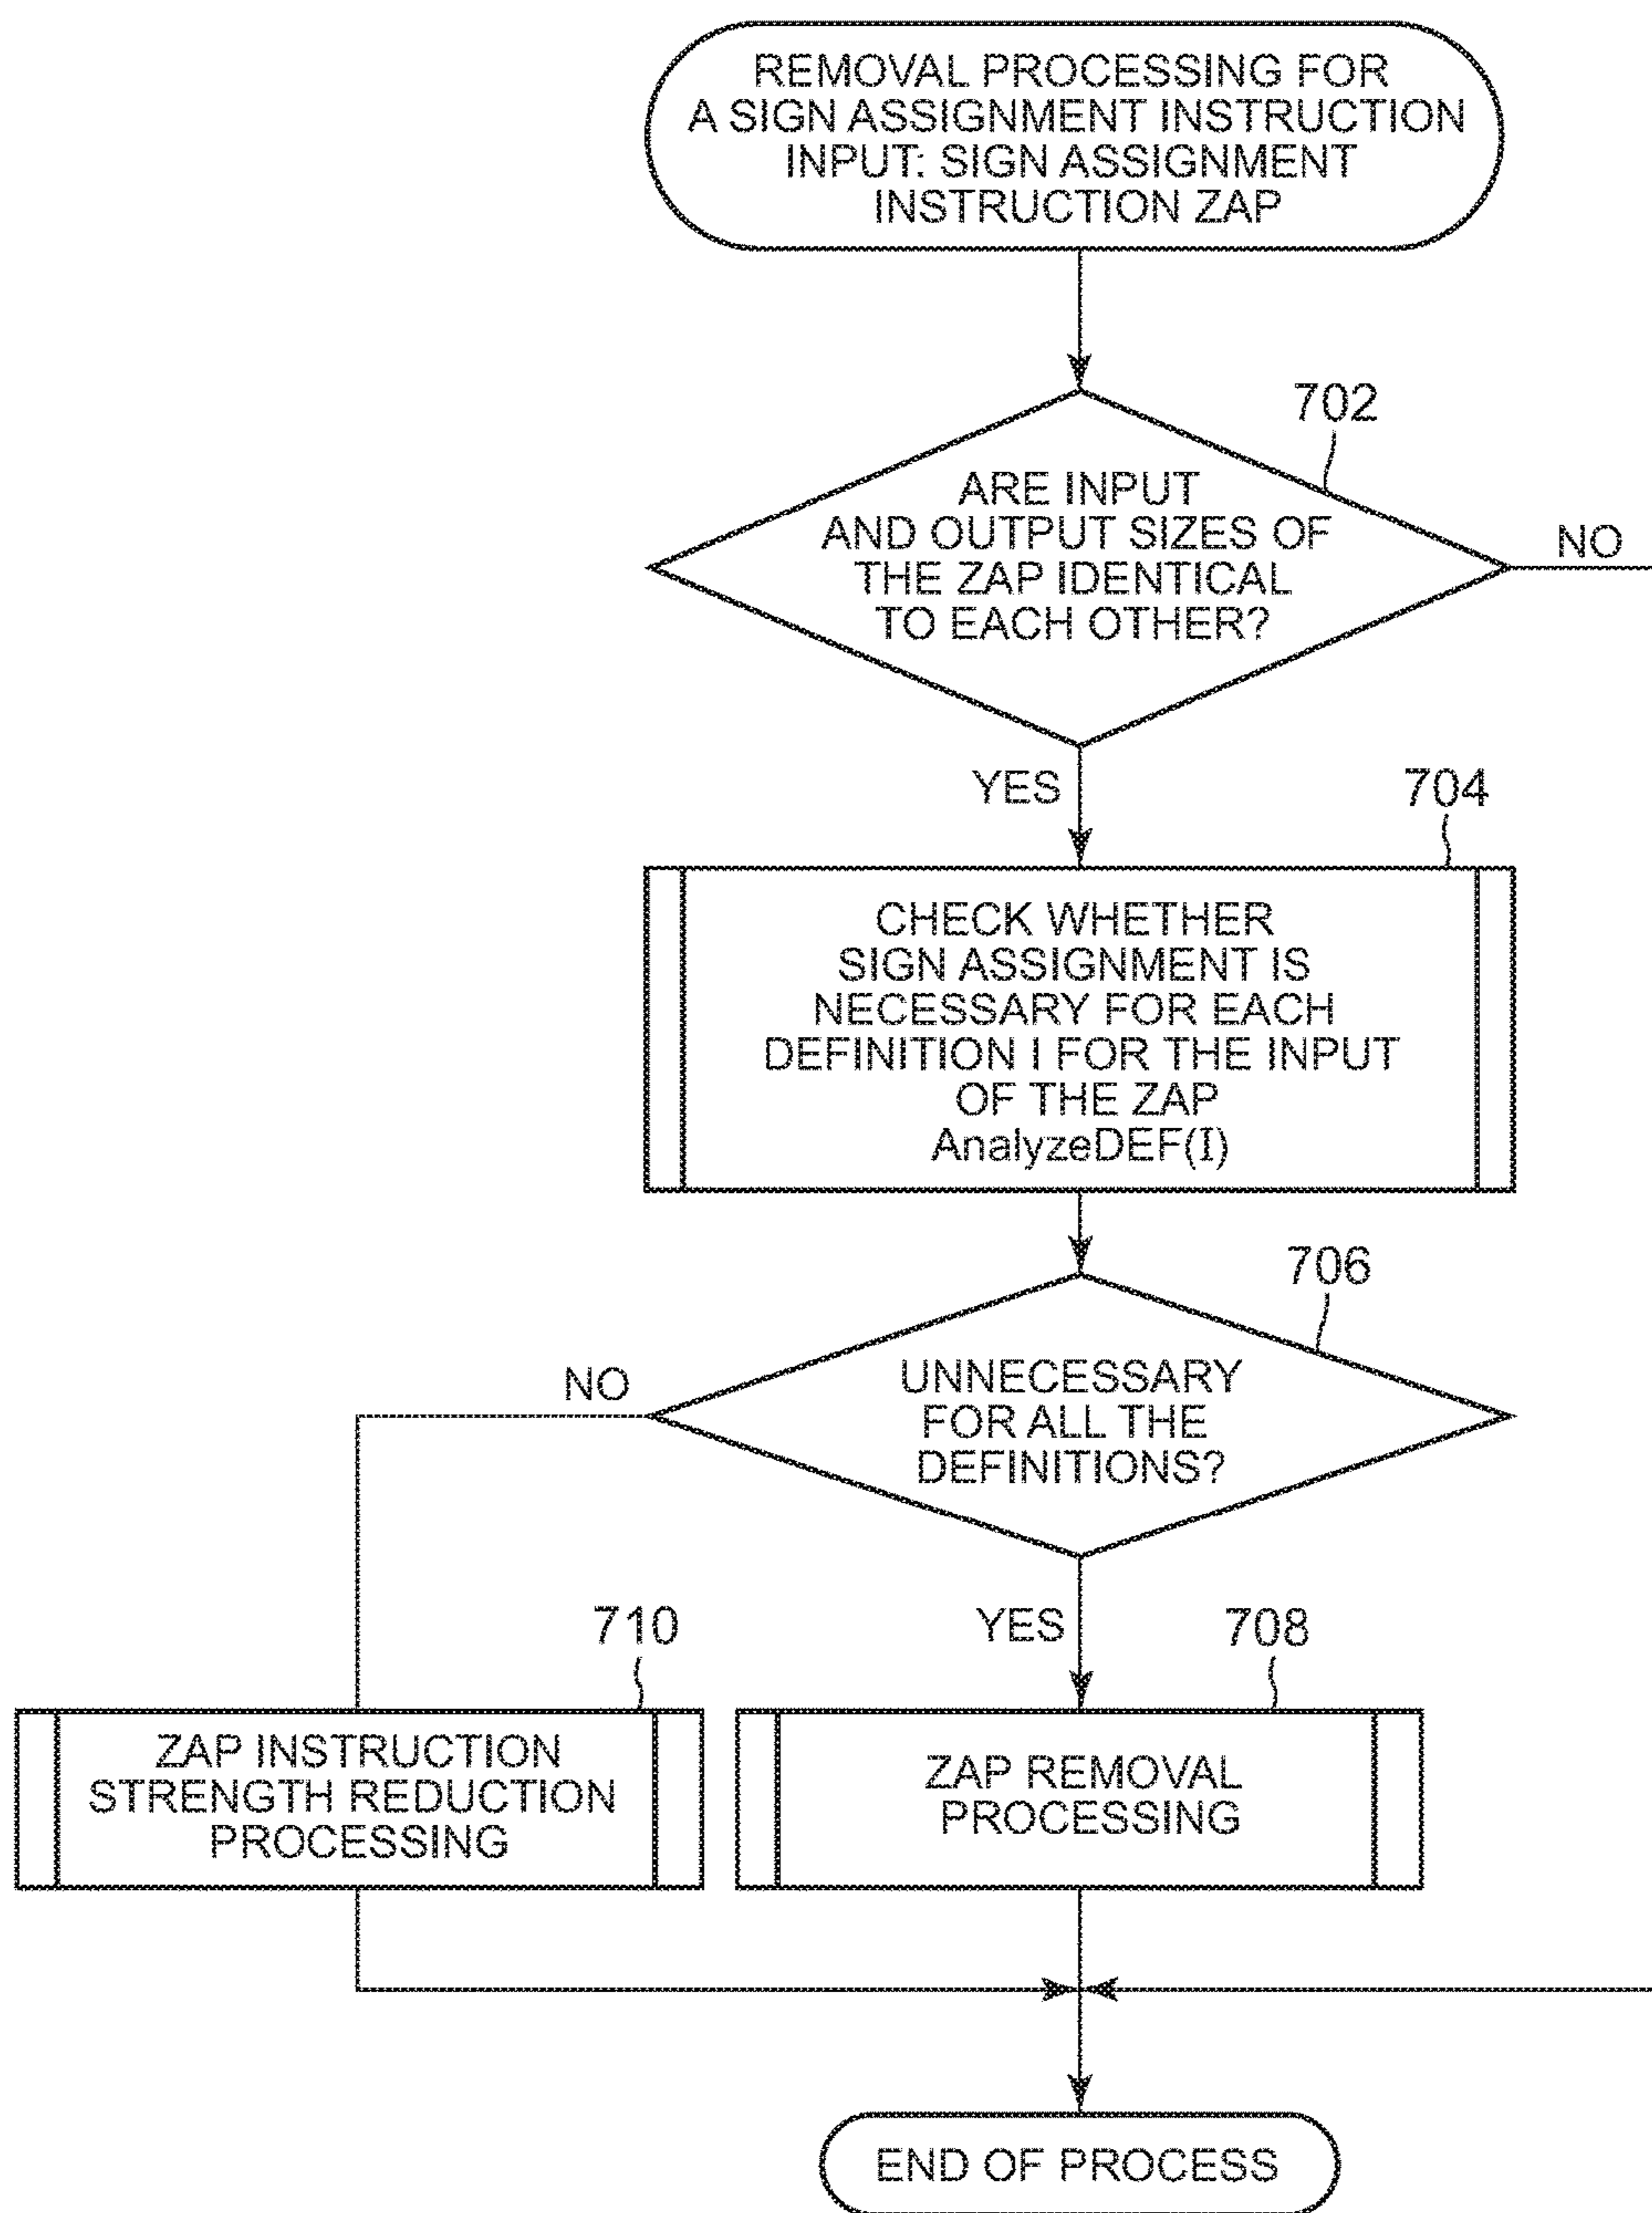 REMOVAL PROCESSING FOR
A SIGN ASSIGNMENT INSTRUCTION
INPUT: SIGN ASSIGNMENT
INSTRUCTION ZAP
702
ARE INPUT
AND OUTPUT SIZES OF
THE ZAP IDENTICAL
TO EACH OTHER?
NO
YES
704
CHECK WHETHER
SIGN ASSIGNMENT IS
NECESSARY FOR EACH
DEFINITION I FOR THE INPUT
OF THE ZAP
AnalyzeDEF(I)
706
UNNECESSARY
FOR ALL THE
DEFINITIONS?
NO
YES
710
708
ZAP INSTRUCTION
STRENGTH REDUCTION
PROCESSING
ZAP REMOVAL
PROCESSING
END OF PROCESS